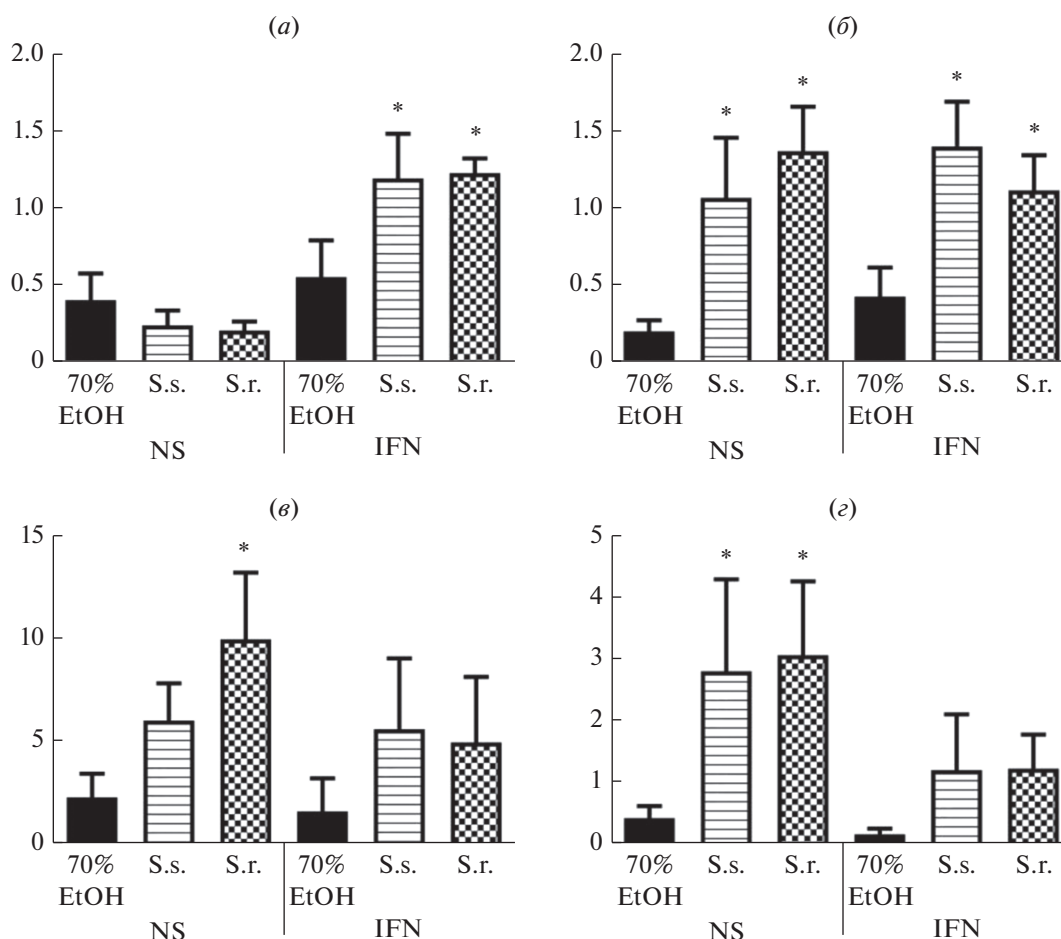 (а)
2.0
1.5
1.0
0.5
0
*
*
70% S.s. S.r. 70% S.s. S.r.
EtOH EtOH
NS IFN
(б)
2.0
1.5
1.0
0.5
0
*
*
*
*
70% S.s. S.r. 70% S.s. S.r.
EtOH EtOH
NS IFN
(в)
15
10
5
0
*
70% S.s. S.r. 70% S.s. S.r.
EtOH EtOH
NS IFN
(г)
5
4
3
2
1
0
* *
70% S.s. S.r. 70% S.s. S.r.
EtOH EtOH
NS IFN